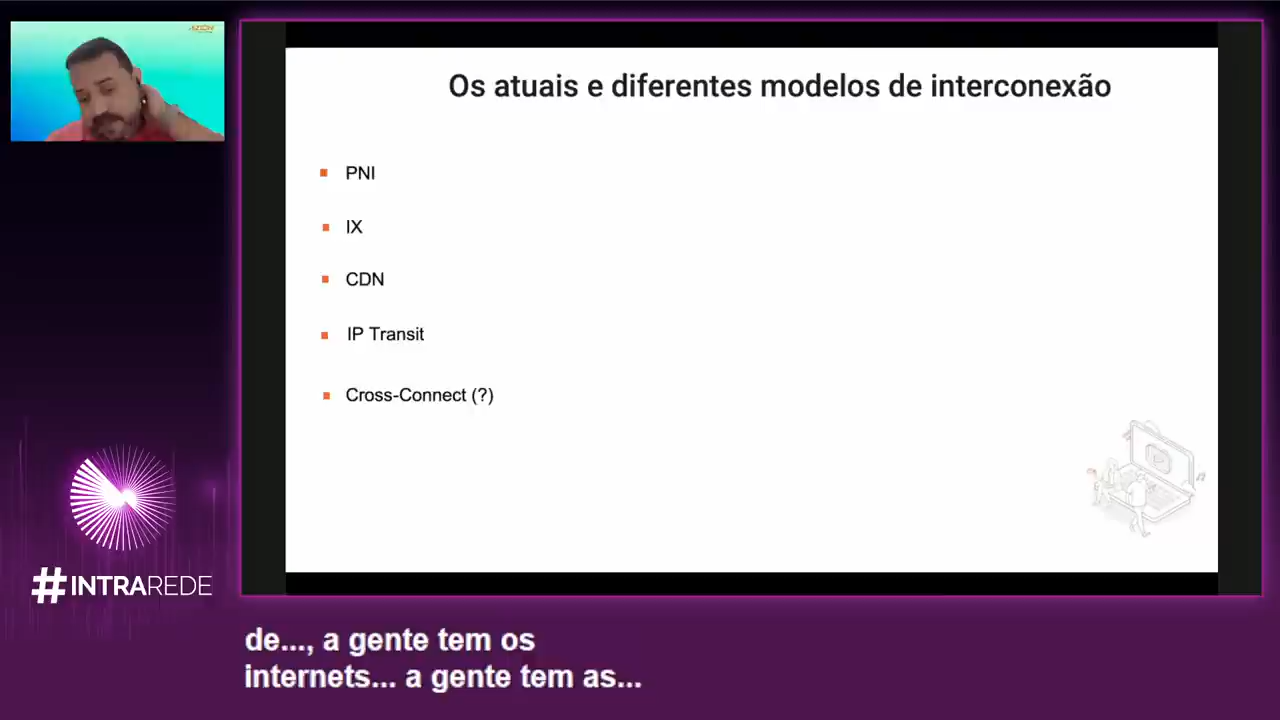 AZION
Os atuais e diferentes modelos de interconexão
PNI
IX
CDN
IP Transit
Cross-Connect (?)
#INTRAREDE
de..., a gente tem os
internets... a gente tem as...